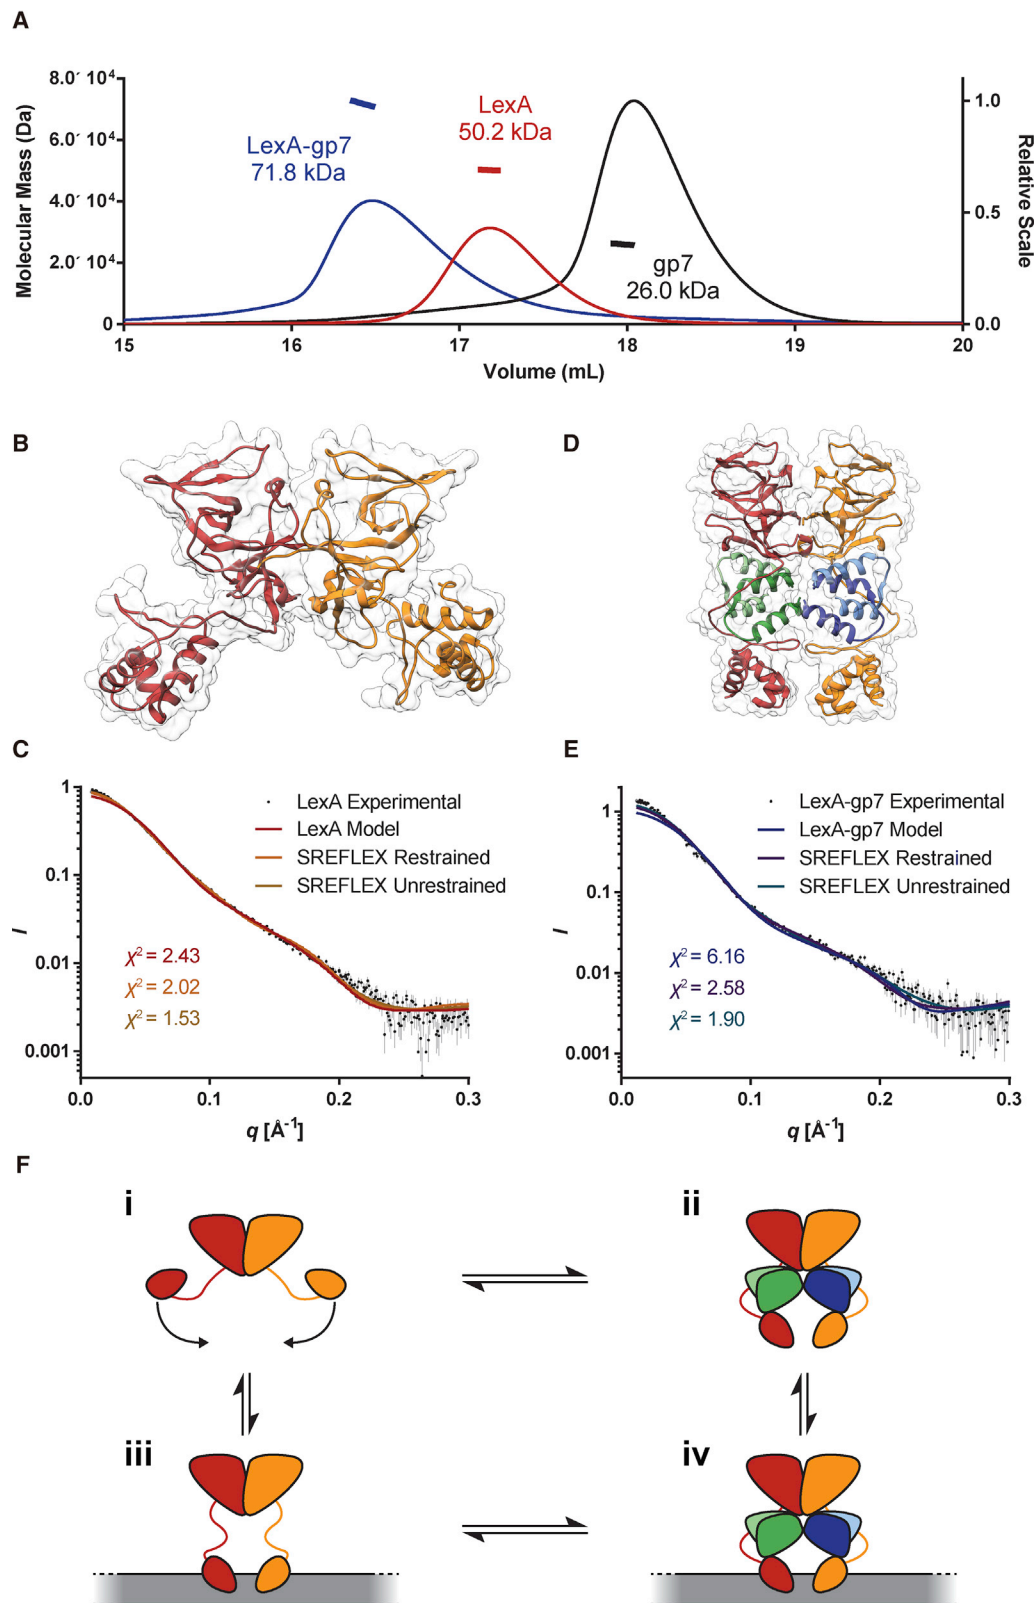 A
8.0´ 10⁴
6.0´ 10⁴
4.0´ 10⁴
2.0´ 10⁴
0
Molecular Mass (Da)
LexA-gp7
71.8 kDa
LexA
50.2 kDa
gp7
26.0 kDa
1.0
0.5
0.0
Relative Scale
15 16 17 18 19 20
Volume (mL)
B
D
C
1
0.1
0.01
0.001
I
LexA Experimental
LexA Model
SREFLEX Restrained
SREFLEX Unrestrained
χ² = 2.43
χ² = 2.02
χ² = 1.53
0.0 0.1 0.2 0.3
q [Å⁻¹]
E
1
0.1
0.01
0.001
I
LexA-gp7 Experimental
LexA-gp7 Model
SREFLEX Restrained
SREFLEX Unrestrained
χ² = 6.16
χ² = 2.58
χ² = 1.90
0.0 0.1 0.2 0.3
q [Å⁻¹]
F
i
ii
iii
iv